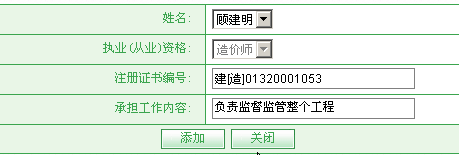 姓名: 顾建明
执业(从业)资格: 造价师
注册证书编号: 建[造]01320001053
承担工作内容: 负责监督监管整个工程
添加 关闭